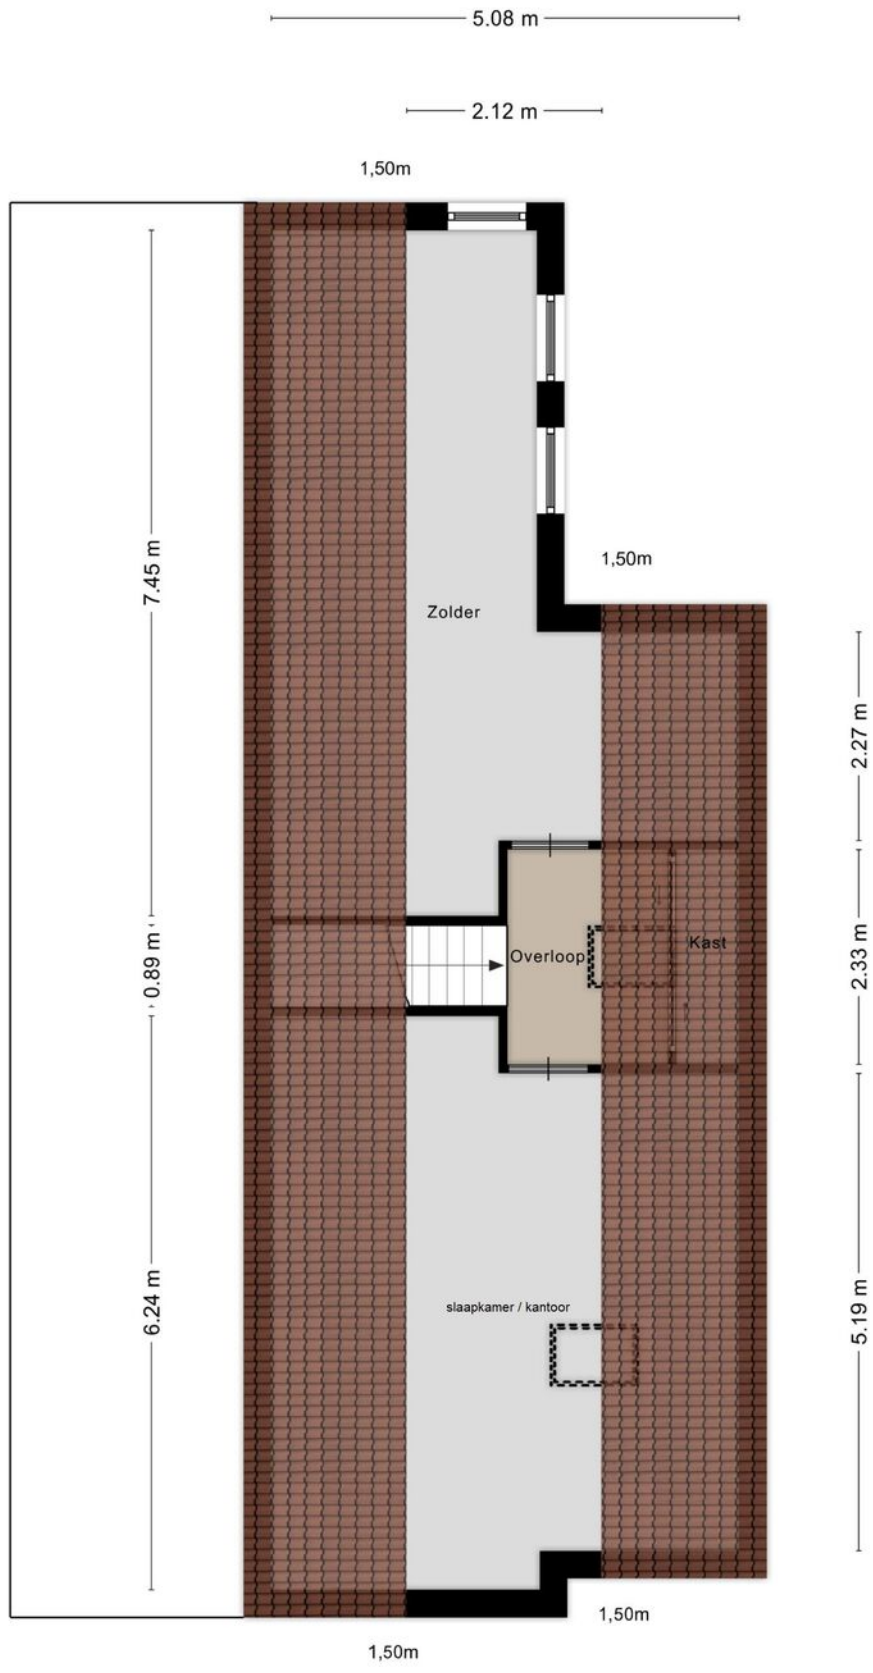 5.08 m
2.12 m
1,50m
7.45 m
1,50m
Zolder
2.27 m
0.89 m
Overloop
Kast
2.33 m
6.24 m
slaapkamer / kantoor
5.19 m
1,50m
1,50m